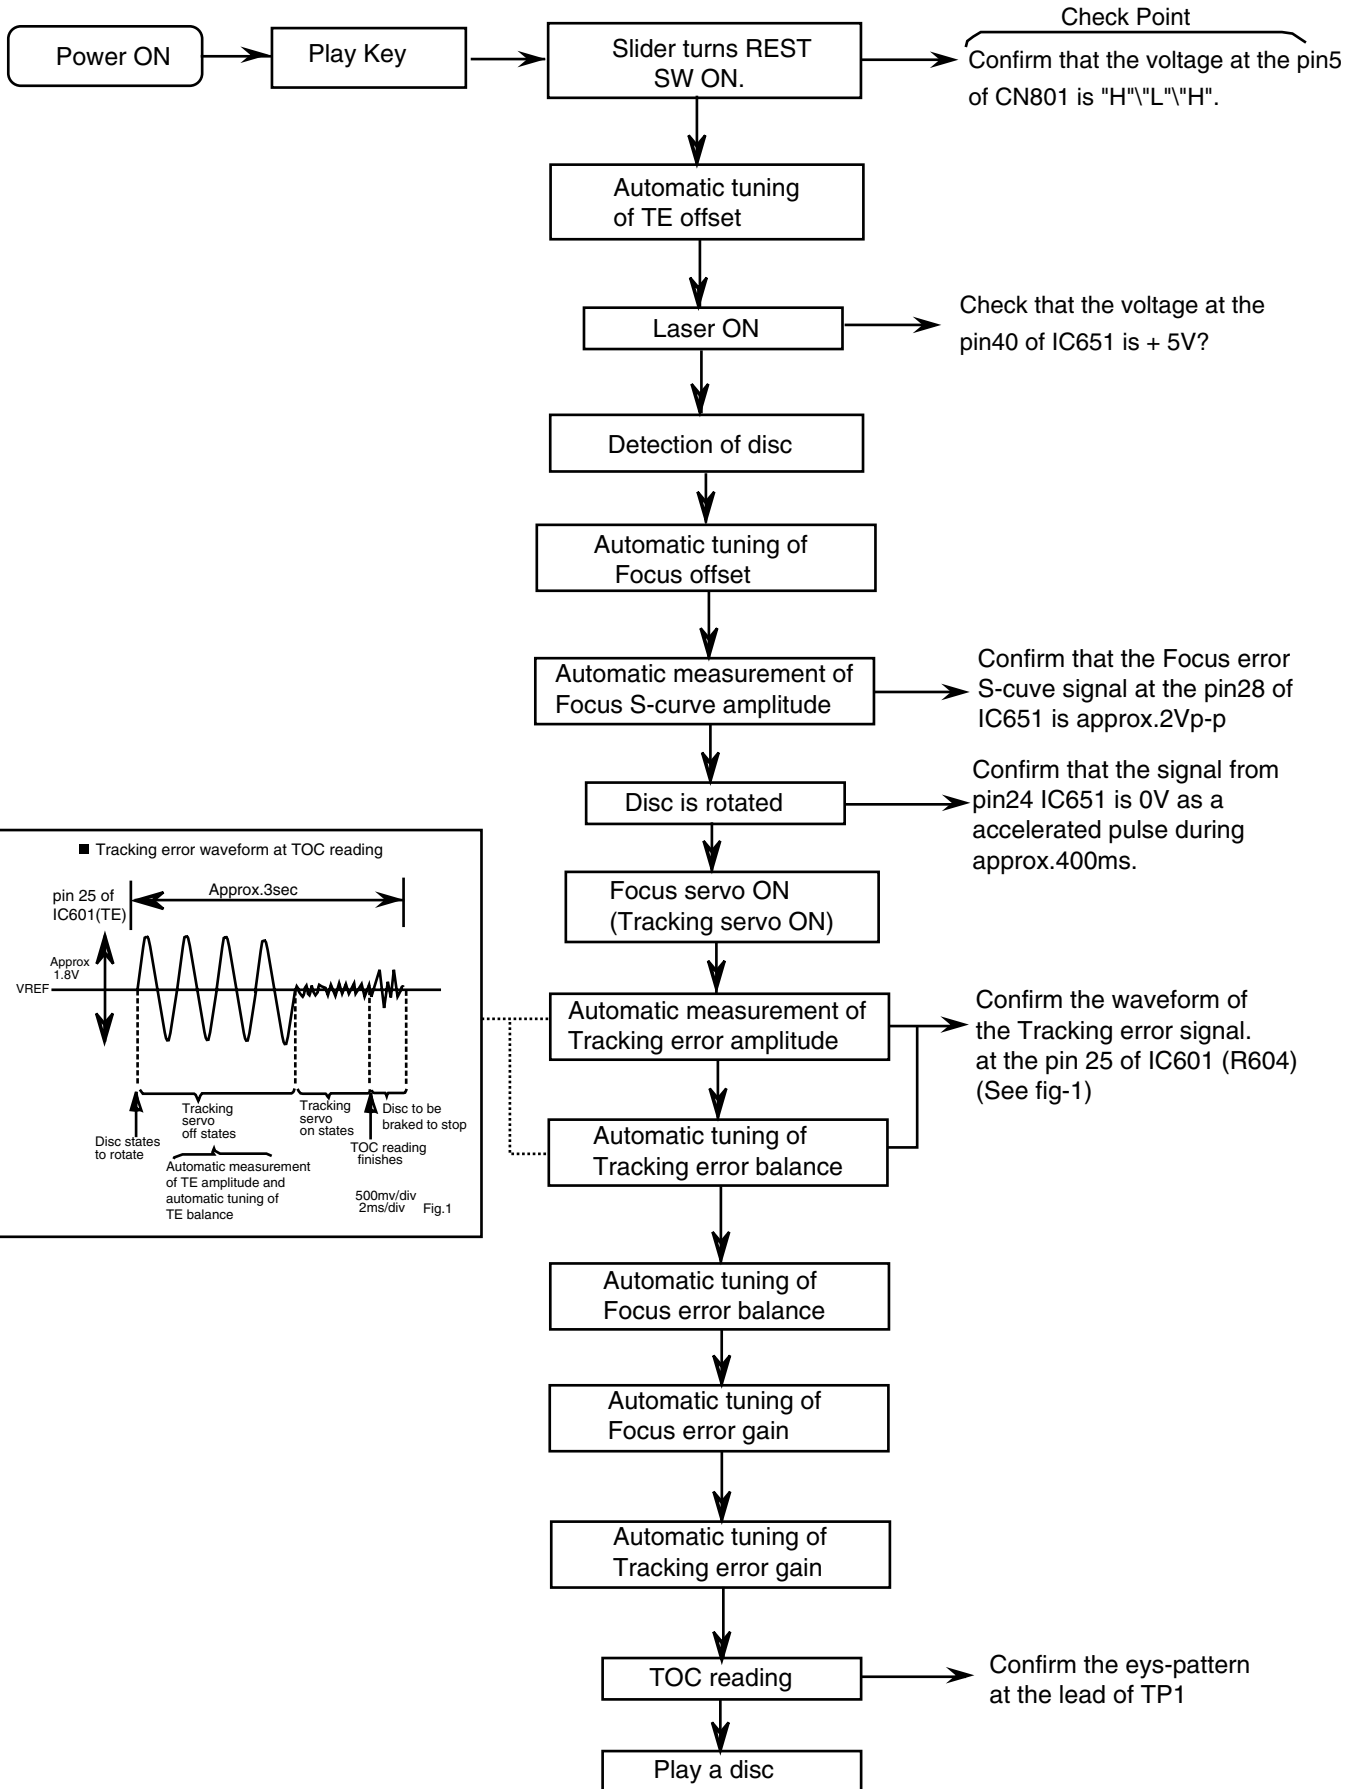 Check Point
Power ON
Play Key
Slider turns REST
SW ON.
Confirm that the voltage at the pin5
of CN801 is "H"\"L"\"H".
Automatic tuning
of TE offset
Laser ON
Check that the voltage at the
pin40 of IC651 is + 5V?
Detection of disc
Automatic tuning of
Focus offset
Automatic measurement of
Focus S-curve amplitude
Confirm that the Focus error
S-cuve signal at the pin28 of
IC651 is approx.2Vp-p
Disc is rotated
Confirm that the signal from
pin24 IC651 is 0V as a
accelerated pulse during
approx.400ms.
Focus servo ON
(Tracking servo ON)
■ Tracking error waveform at TOC reading
pin 25 of
IC601(TE)
Approx.3sec
Approx
1.8V
VREF
Disc states
to rotate
Tracking
servo
off states
Tracking
servo
on states
Disc to be
braked to stop
TOC reading
finishes
Automatic measurement
of TE amplitude and
automatic tuning of
TE balance
500mv/div
2ms/div
Fig.1
Automatic measurement of
Tracking error amplitude
Confirm the waveform of
the Tracking error signal.
at the pin 25 of IC601 (R604)
(See fig-1)
Automatic tuning of
Tracking error balance
Automatic tuning of
Focus error balance
Automatic tuning of
Focus error gain
Automatic tuning of
Tracking error gain
TOC reading
Confirm the eys-pattern
at the lead of TP1
Play a disc